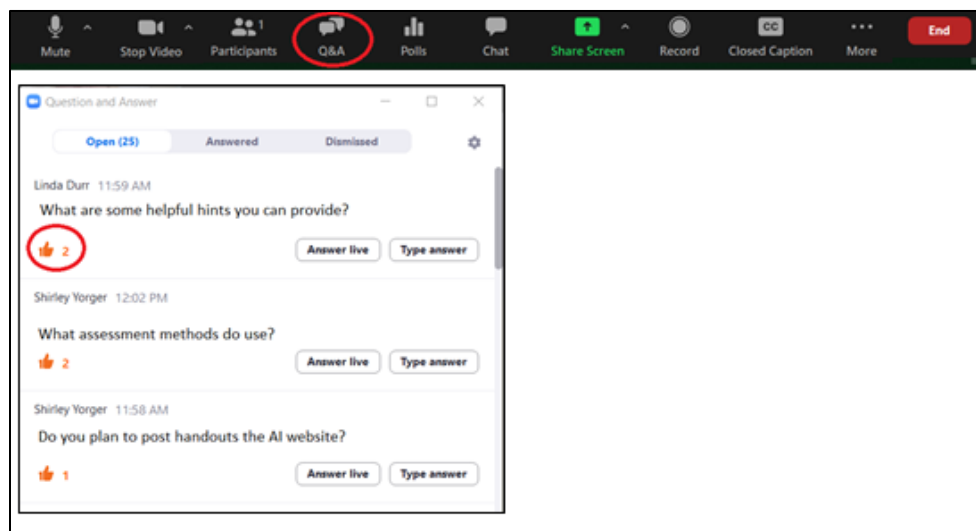 1
Mute
Stop Video
Participants
Q&A
Polls
Chat
Share Screen
Record
CC
Closed Caption
More
End
Question and Answer
Open (25)
Answered
Dismissed
Linda Durr 11:59 AM
What are some helpful hints you can provide?
2
Answer live
Type answer
Shirley Yorger 12:02 PM
What assessment methods do use?
2
Answer live
Type answer
Shirley Yorger 11:58 AM
Do you plan to post handouts the AI website?
1
Answer live
Type answer